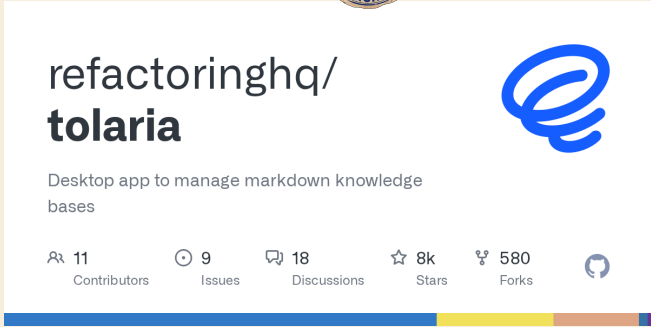 refactoringhq/
tolaria
Desktop app to manage markdown knowledge
bases
11 9 18 8k 580
Contributors Issues Discussions Stars Forks